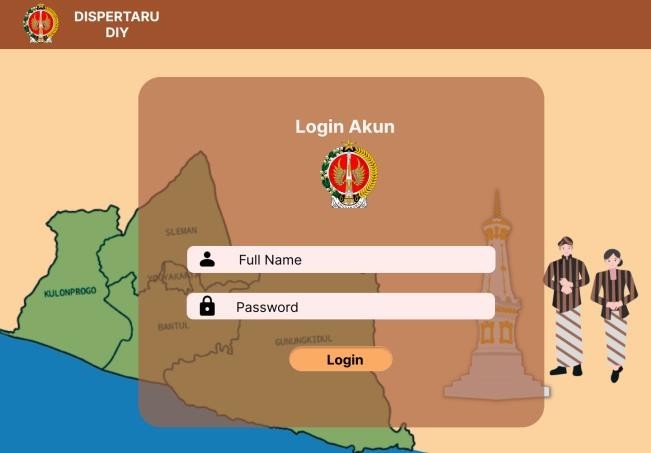 DISPERTARU
DIY
Login Akun
SLEMAN
YOGYAKARTA
KULONPROGO
BANTUL
GUNUNGKIDUL
Full Name
Password
Login